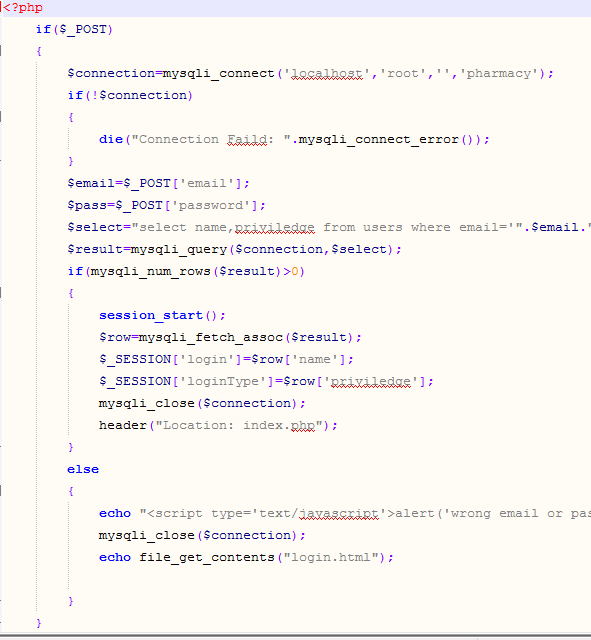 <?php
if($_POST)
{
$connection=mysqli_connect('localhost','root','','pharmacy');
if(!$connection)
{
die("Connection Faild: ".mysqli_connect_error());
}
$email=$_POST['email'];
$pass=$_POST['password'];
$select="select name,priviledge from users where email='".$email."
$result=mysqli_query($connection,$select);
if(mysqli_num_rows($result)>0)
{
session_start();
$row=mysqli_fetch_assoc($result);
$_SESSION['login']=$row['name'];
$_SESSION['loginType']=$row['priviledge'];
mysqli_close($connection);
header("Location: index.php");
}
else
{
echo "<script type='text/javascript'>alert('wrong email or pas
mysqli_close($connection);
echo file_get_contents("login.html");
}
}